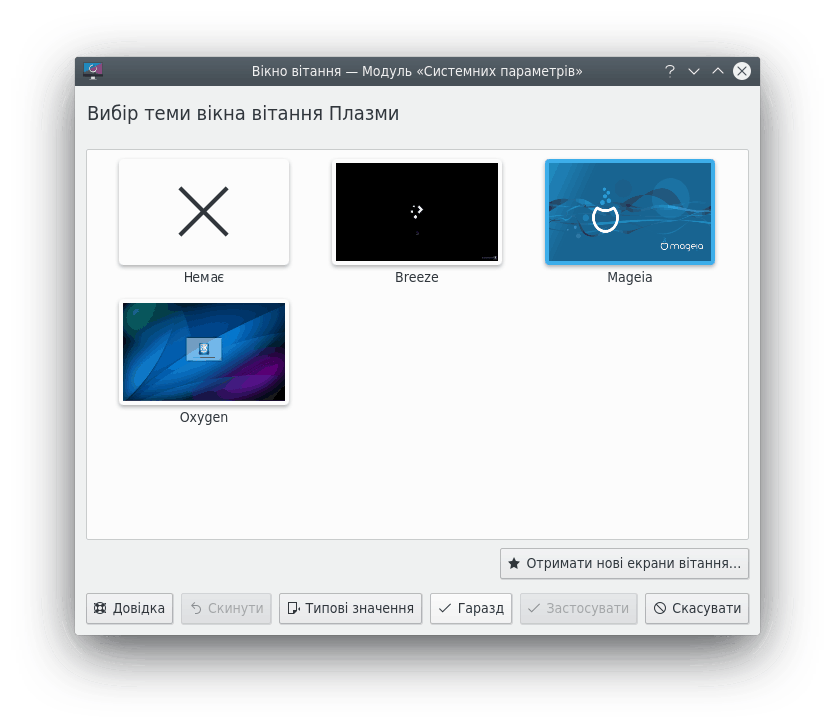 Вікно вітання — Модуль «Системних параметрів»
Вибір теми вікна вітання Плазми
Немає
Breeze
mageia
Mageia
Oxygen
Отримати нові екрани вітання...
Довідка
Скинути
Типові значення
Гаразд
Застосувати
Скасувати